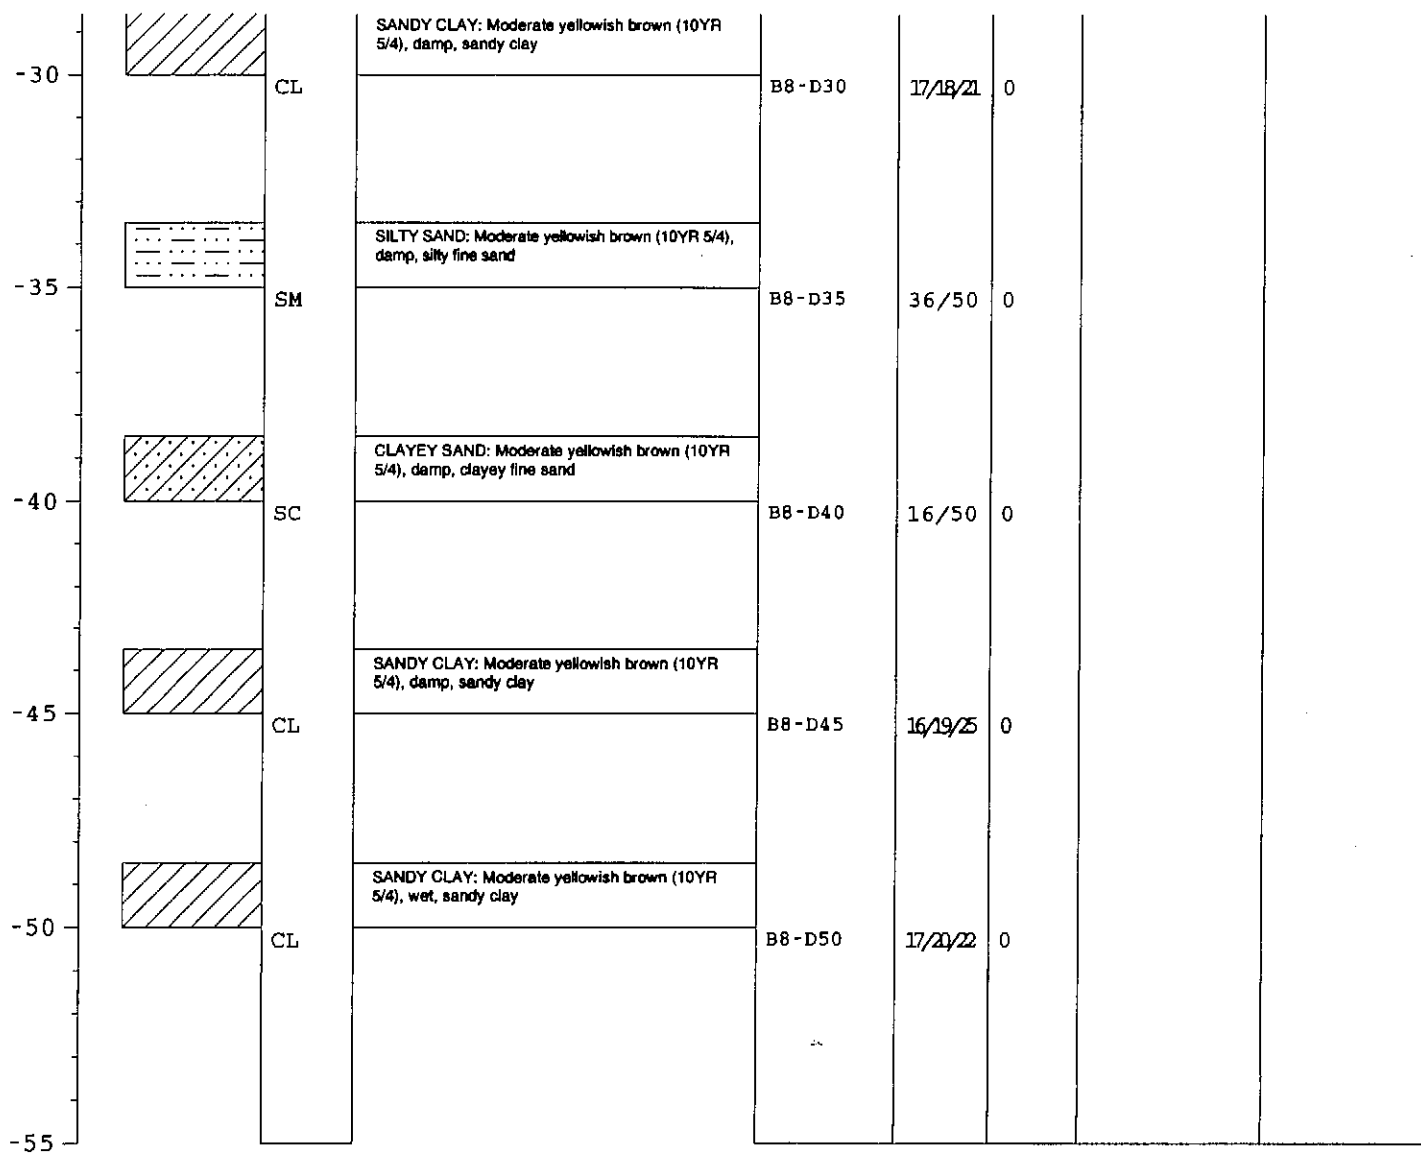 SANDY CLAY: Moderate yellowish brown (10YR
5/4), damp, sandy clay
-30
CL B8-D30 17/18/21 0
SILTY SAND: Moderate yellowish brown (10YR 5/4),
damp, silty fine sand
-35
SM B8-D35 36/50 0
CLAYEY SAND: Moderate yellowish brown (10YR
5/4), damp, clayey fine sand
-40
SC B8-D40 16/50 0
SANDY CLAY: Moderate yellowish brown (10YR
5/4), damp, sandy clay
-45
CL B8-D45 16/19/25 0
SANDY CLAY: Moderate yellowish brown (10YR
5/4), wet, sandy clay
-50
CL B8-D50 17/20/22 0
-55